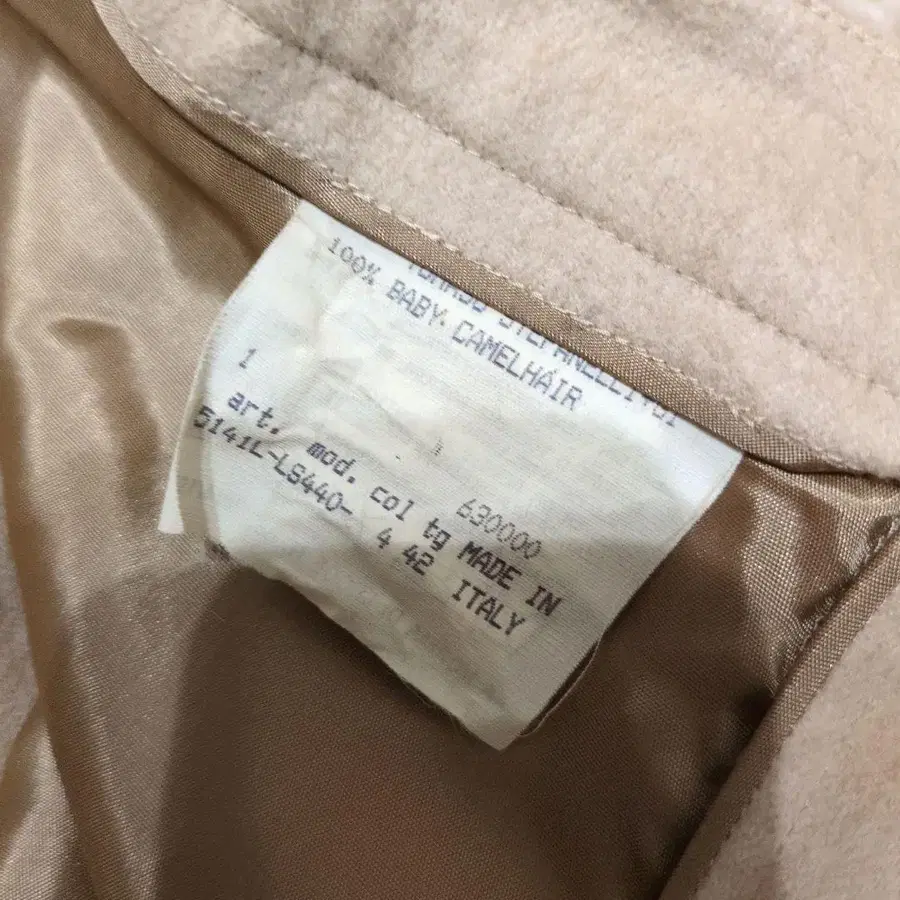 100% BABY.CAMELHAIR
1
630000
art. mod. col tg MADE IN
5141L-LS440- 4 42 ITALY